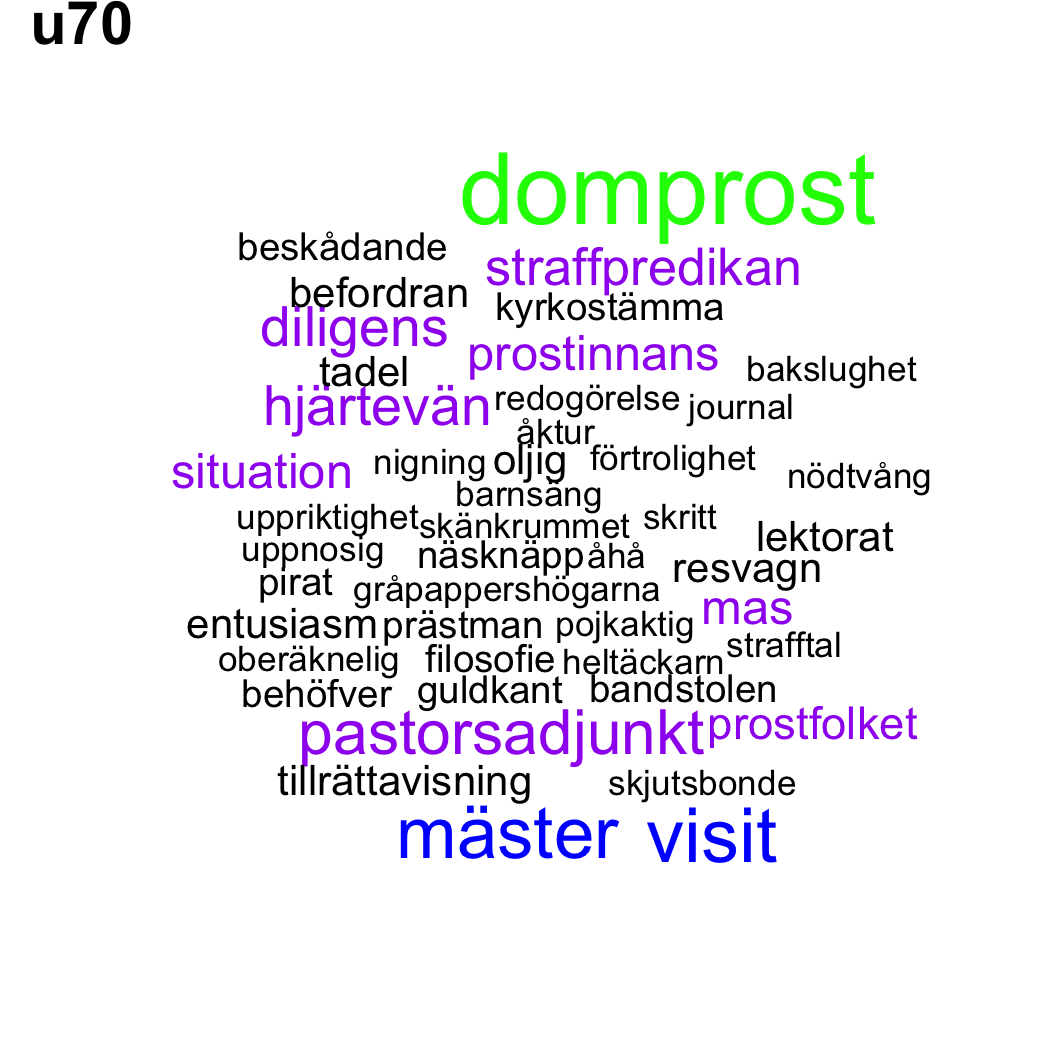 u70
domprost
beskådande
straffpredikan
befordran
kyrkostämma
diligens
prostinnans
tadel
bakslughet
hjärtevän redogörelse journal
åktur
situation nigning oljig förtrolighet
nödtvång
barnsäng
uppriktighet skänkrummet skritt
lektorat
uppnosig näsknäpp åhå
resvagn
pirat gråpappershögarna
mas
entusiasm prästman pojkaktig
strafftal
oberäknelig filosofie heltäckarn
behöfver guldkant bandstolen
pastorsadjunkt prostfolket
tillrättavisning skjutsbonde
mäster visit